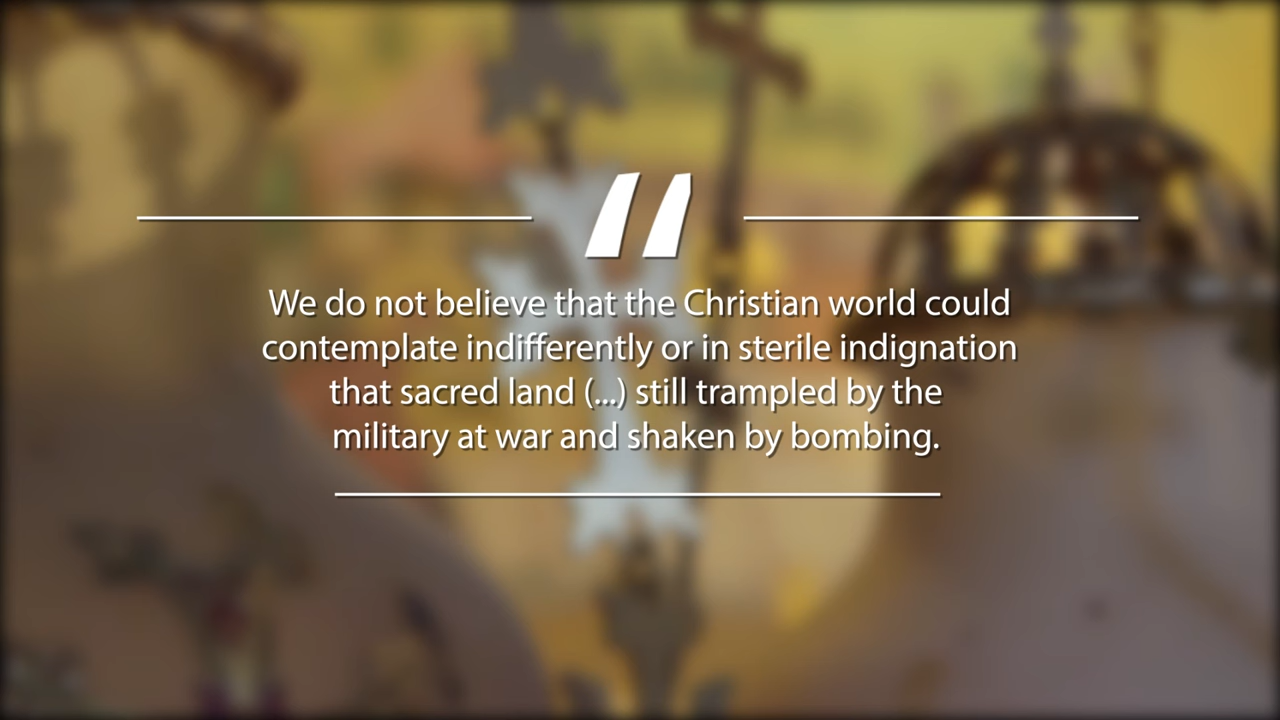 "
We do not believe that the Christian world could
contemplate indifferently or in sterile indignation
that sacred land (...) still trampled by the
military at war and shaken by bombing.